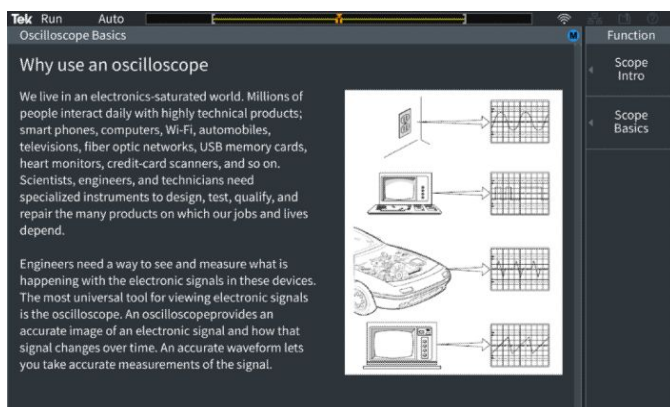 Tek Run Auto
Oscilloscope Basics
M
Function
Why use an oscilloscope
Scope
Intro
Scope
Basics
We live in an electronics-saturated world. Millions of
people interact daily with highly technical products;
smart phones, computers, Wi-Fi, automobiles,
televisions, fiber optic networks, USB memory cards,
heart monitors, credit-card scanners, and so on.
Scientists, engineers, and technicians need
specialized instruments to design, test, qualify, and
repair the many products on which our jobs and lives
depend.
Engineers need a way to see and measure what is
happening with the electronic signals in these devices.
The most universal tool for viewing electronic signals
is the oscilloscope. An oscilloscopeprovides an
accurate image of an electronic signal and how that
signal changes over time. An accurate waveform lets
you take accurate measurements of the signal.